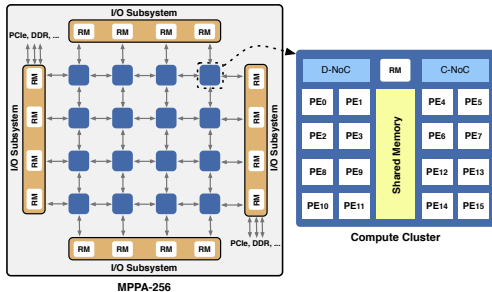 I/O Subsystem
RM RM RM RM
PCIe, DDR, ...
I/O Subsystem
RM
RM
RM
RM
I/O Subsystem
RM
RM
RM
RM
PCIe, DDR, ...
RM RM RM RM
I/O Subsystem
MPPA-256
D-NoC RM C-NoC
PE0 PE1 PE4 PE5
PE2 PE3 PE6 PE7
Shared Memory
PE8 PE9 PE12 PE13
PE10 PE11 PE14 PE15
Compute Cluster